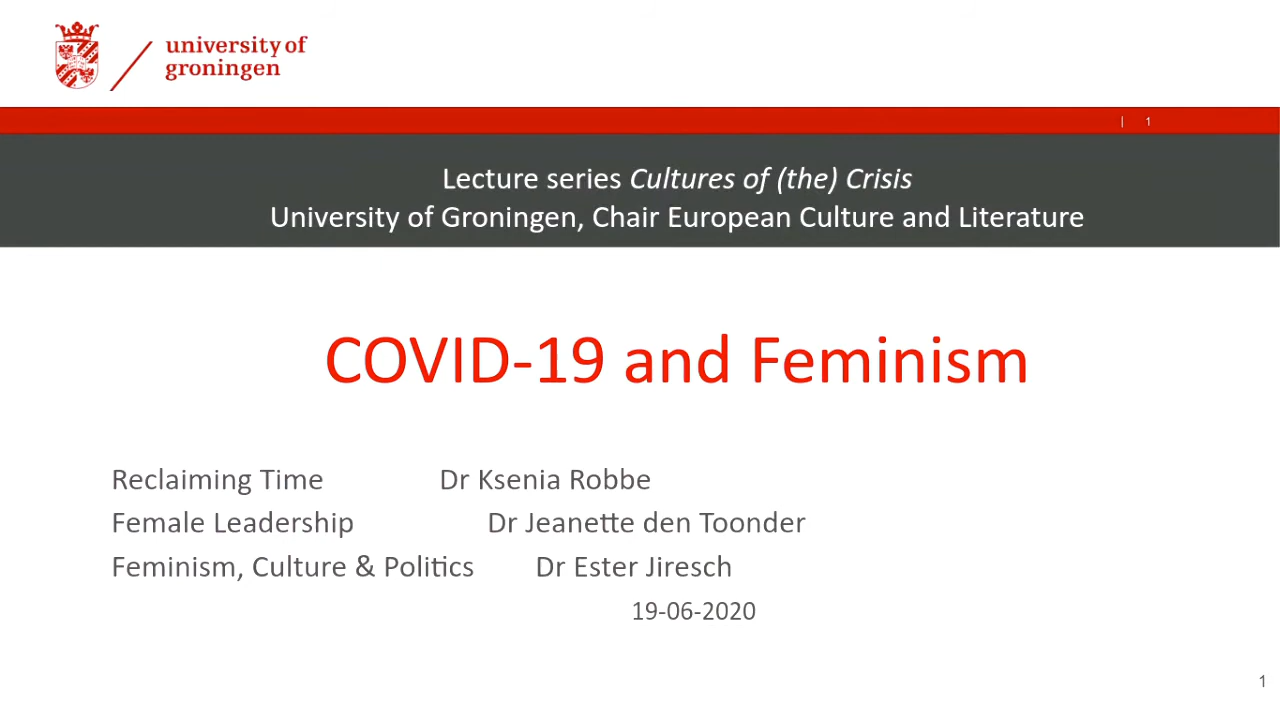 university of
groningen
| 1
Lecture series Cultures of (the) Crisis
University of Groningen, Chair European Culture and Literature
COVID-19 and Feminism
Reclaiming Time Dr Ksenia Robbe
Female Leadership Dr Jeanette den Toonder
Feminism, Culture & Politics Dr Ester Jiresch
19-06-2020
1